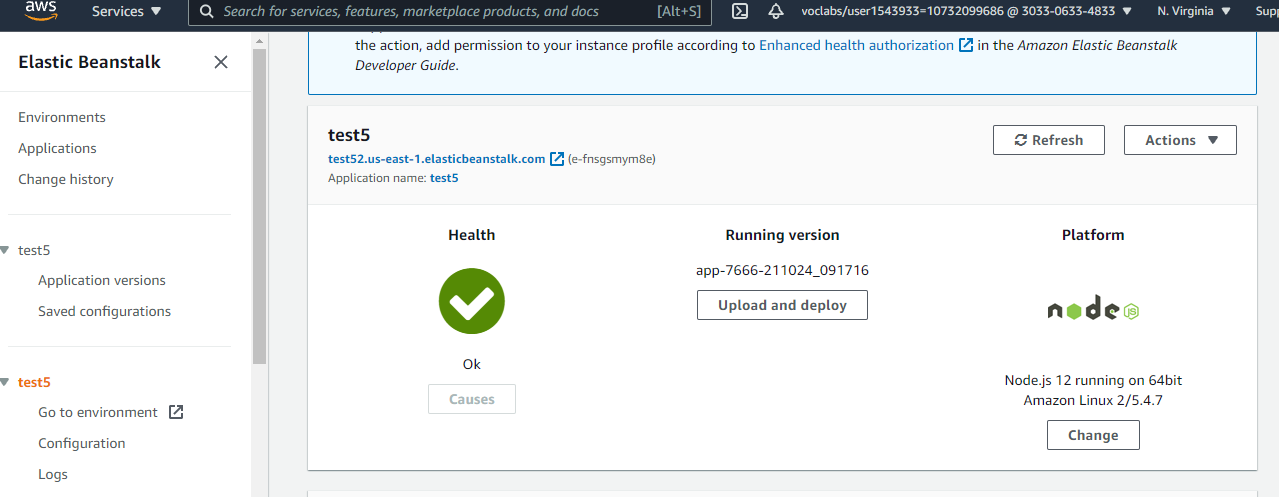 aws
Services ▼
Search for services, features, marketplace products, and docs [Alt+S]
voclabs/user1543933=10732099686 @ 3033-0633-4833 ▼
N. Virginia ▼
Supp
Elastic Beanstalk
Environments
Applications
Change history
test5
Application versions
Saved configurations
test5
Go to environment
Configuration
Logs
the action, add permission to your instance profile according to Enhanced health authorization in the Amazon Elastic Beanstalk
Developer Guide.
test5
test52.us-east-1.elasticbeanstalk.com (e-fnsgsmym8e)
Application name: test5
Refresh
Actions ▼
Health
Ok
Causes
Running version
app-7666-211024_091716
Upload and deploy
Platform
node JS
Node.js 12 running on 64bit
Amazon Linux 2/5.4.7
Change